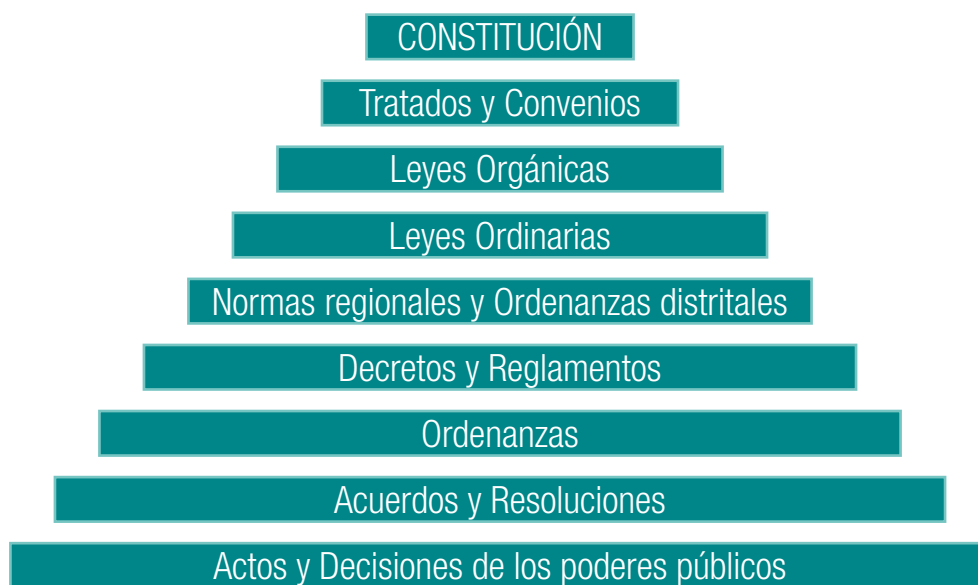 CONSTITUCIÓN
Tratados y Convenios
Leyes Orgánicas
Leyes Ordinarias
Normas regionales y Ordenanzas distritales
Decretos y Reglamentos
Ordenanzas
Acuerdos y Resoluciones
Actos y Decisiones de los poderes públicos